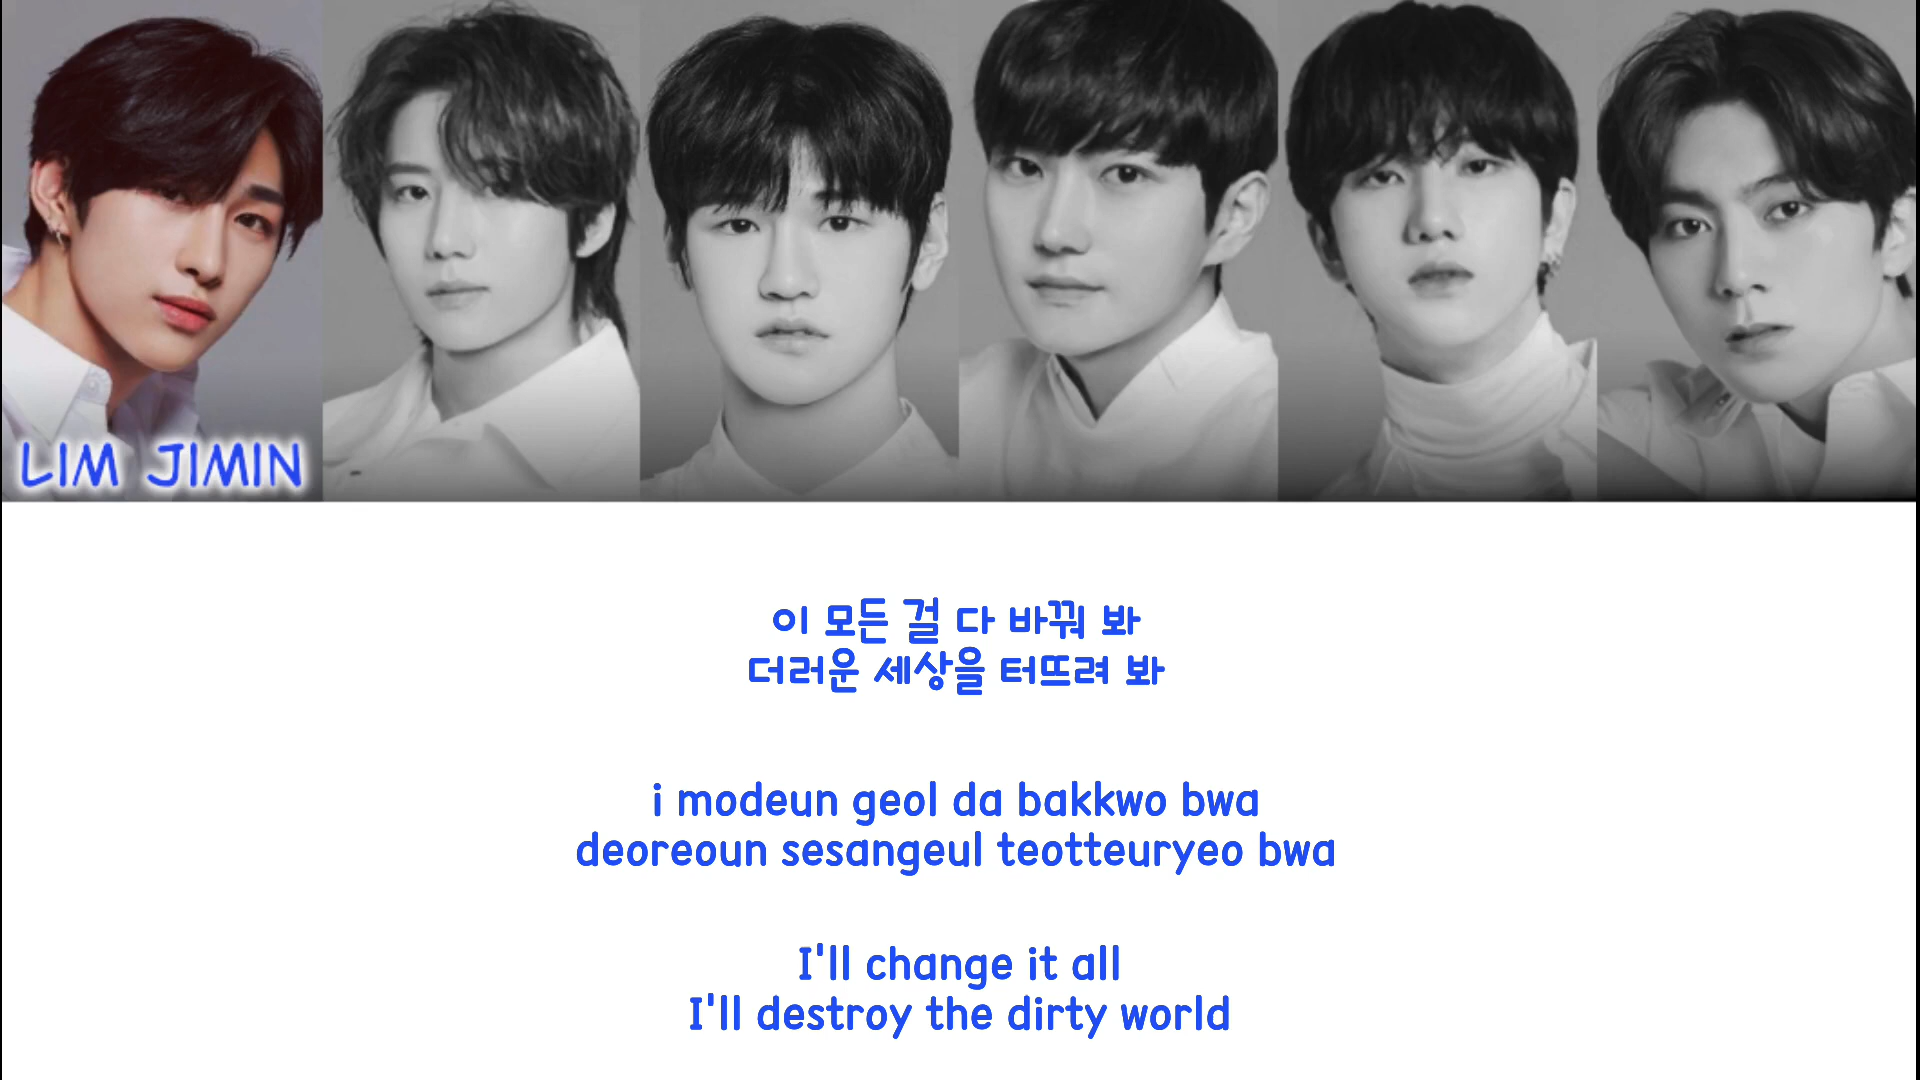 LIM JIMIN
이 모든 걸 다 바꿔 봐
더러운 세상을 터뜨려 봐
i modeun geol da bakkwo bwa
deoreoun sesangeul teotteuryeo bwa
I'll change it all
I'll destroy the dirty world